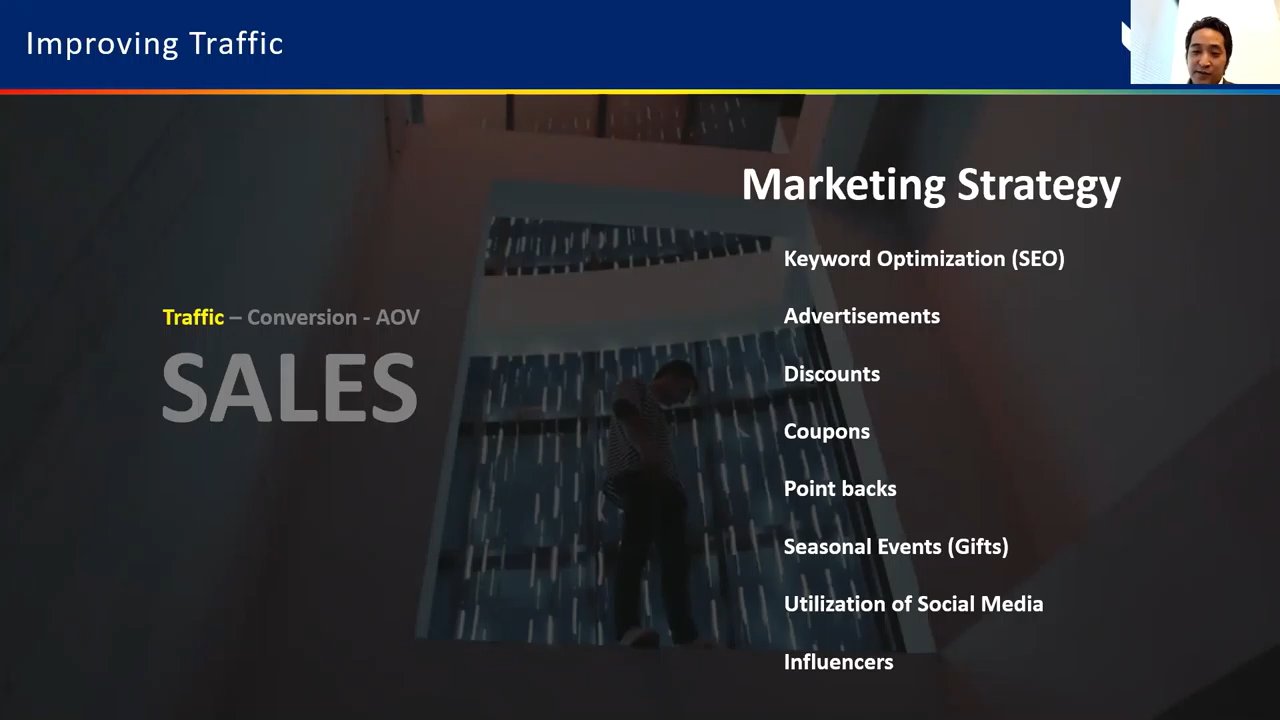 Improving Traffic
Marketing Strategy
Keyword Optimization (SEO)
Advertisements
Discounts
Coupons
Point backs
Seasonal Events (Gifts)
Utilization of Social Media
Influencers
Traffic – Conversion - AOV
SALES